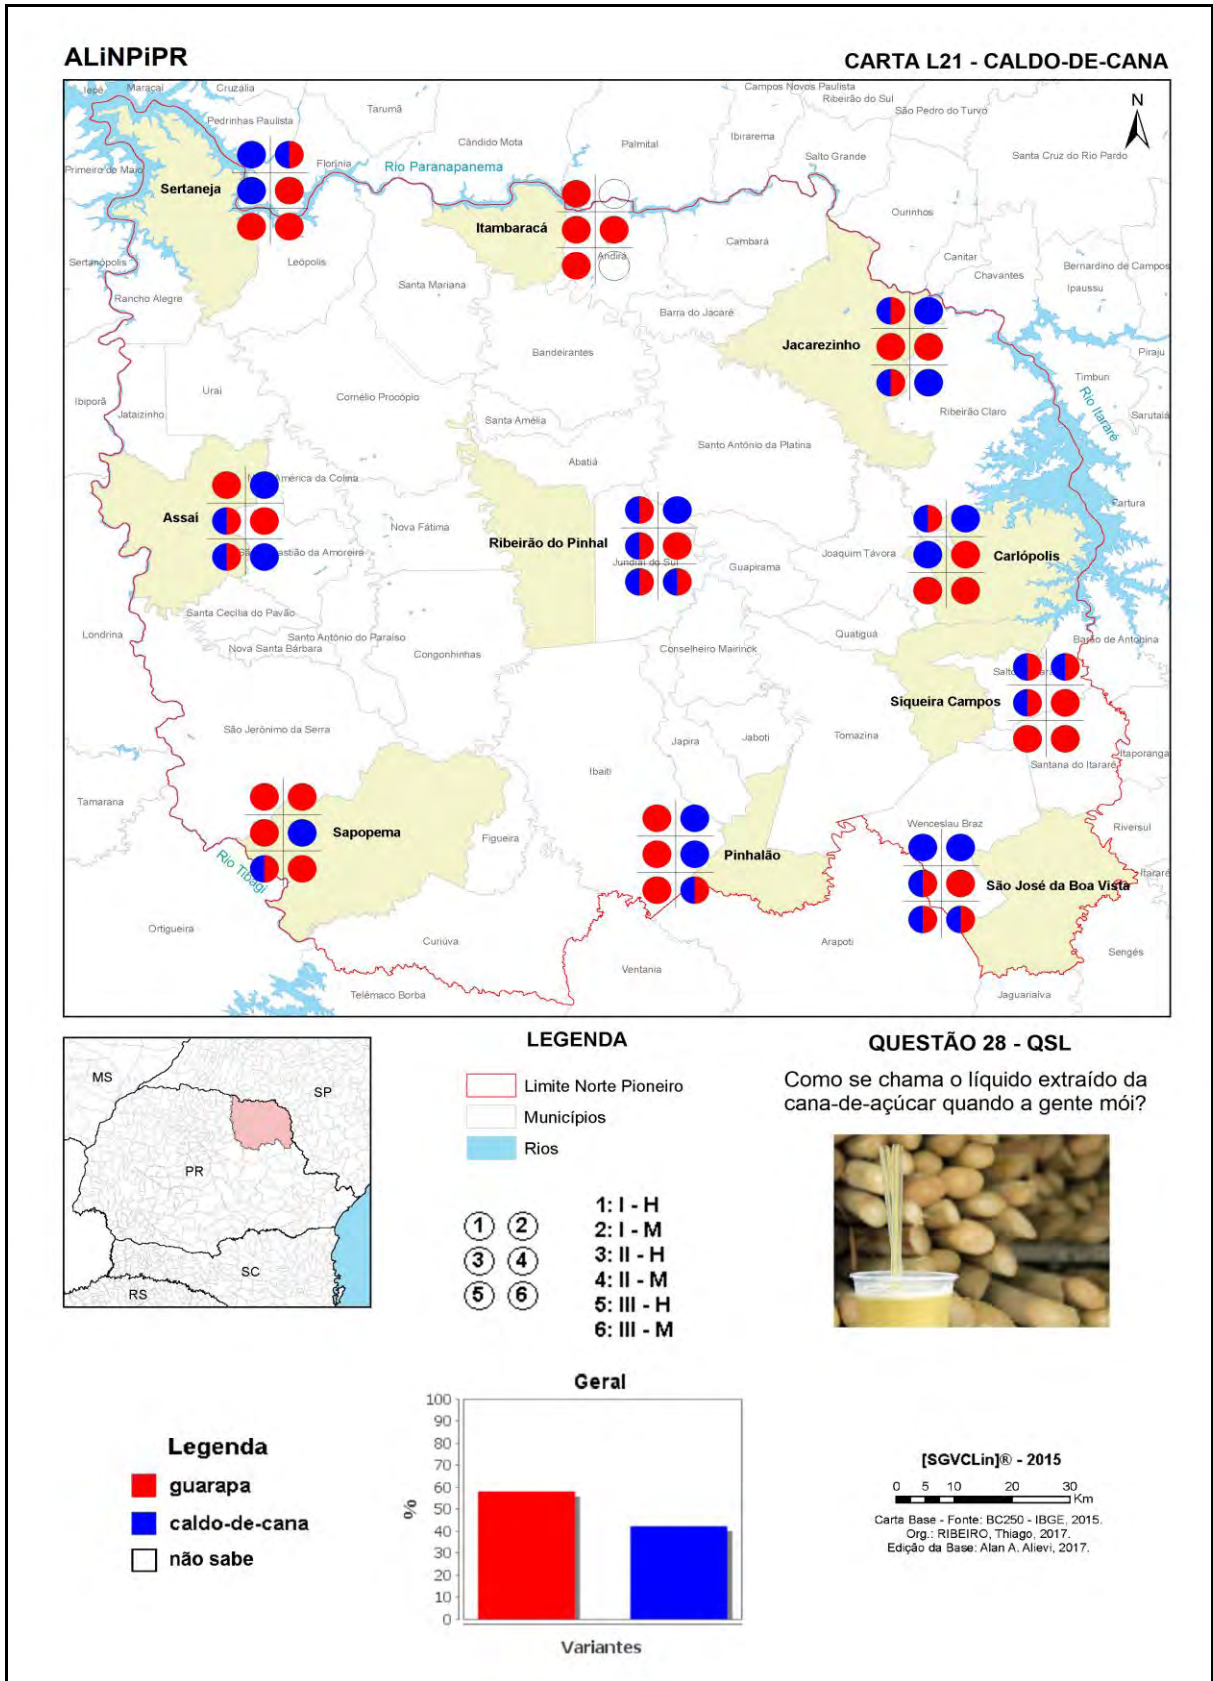 ALiNPiPR
CARTA L21 - CALDO-DE-CANA
Iepê
Maracaí
Cruzália
Pedrinhas Paulista
Tarumã
Cândido Mota
Palmital
Ibirarema
Campos Novos Paulista
Ribeirão do Sul
São Pedro do Turvo
Salto Grande
Santa Cruz do Rio Pardo
N
Primeiro de Maio
Sertaneja
Florínia
Rio Paranapanema
Itambaracá
Andirá
Cambará
Ourinhos
Canitar
Chavantes
Bernardino de Campos
Ipaussu
Sertanópolis
Leópolis
Rancho Alegre
Santa Mariana
Barra do Jacaré
Jacarezinho
Bandeirantes
Piraju
Timburi
Rio Itararé
Sarutaiá
Ibiporã
Jataizinho
Uraí
Cornélio Procópio
Santa Amélia
Abatiá
Santo Antônio da Platina
Ribeirão Claro
Fartura
América da Colina
Assaí
Nova Fátima
Ribeirão do Pinhal
Jundiaí do Sul
Guapirama
Joaquim Távora
Carlópolis
Santa Cecília do Pavão
Santo Antônio do Paraíso
Nova Santa Bárbara
Londrina
Congonhinhas
Conselheiro Mairinck
Quatiguá
Barão de Antonina
Siqueira Campos
Santana do Itararé
Itaporanga
São Jerônimo da Serra
Japira
Jaboti
Tomazina
Ibaiti
Tamarana
Sapopema
Figueira
Pinhalão
Wenceslau Braz
Riversul
São José da Boa Vista
Itararé
Rio Tibagi
Ortigueira
Curiúva
Ventania
Arapoti
Sengés
Telêmaco Borba
Jaguariaíva
MS
SP
PR
SC
RS
LEGENDA
Limite Norte Pioneiro
Municípios
Rios
1 2
3 4
5 6
1: I - H
2: I - M
3: II - H
4: II - M
5: III - H
6: III - M
QUESTÃO 28 - QSL
Como se chama o líquido extraído da
cana-de-açúcar quando a gente mói?
Legenda
guarapa
caldo-de-cana
não sabe
Geral
100
90
80
70
60
50
40
30
20
10
0
%
Variantes
[SGVCLin]® - 2015
0 5 10 20 30
Km
Carta Base - Fonte: BC250 - IBGE, 2015.
Org.: RIBEIRO, Thiago, 2017.
Edição da Base: Alan A. Alievi, 2017.